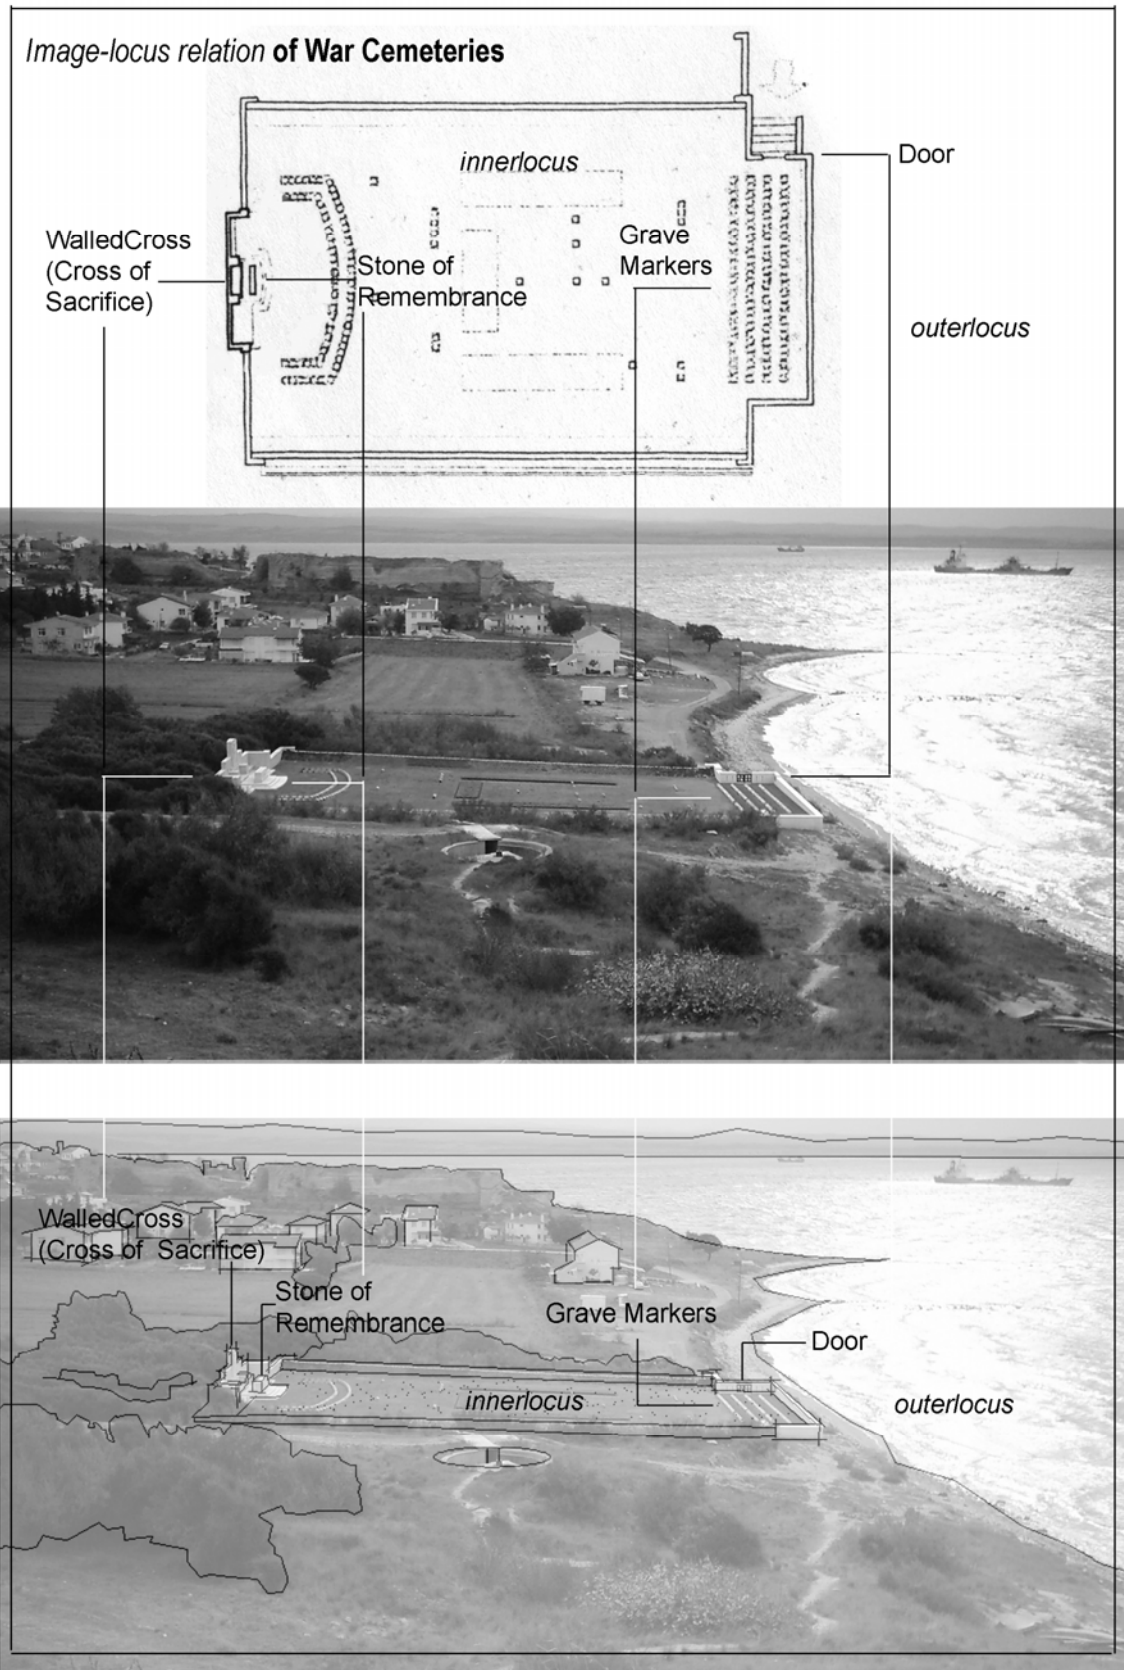 Image-locus relation of War Cemeteries
innerlocus
Door
WalledCross
(Cross of
Sacrifice)
Stone of
Remembrance
Grave
Markers
outerlocus
WalledCross
(Cross of Sacrifice)
Stone of
Remembrance
Grave Markers
Door
innerlocus
outerlocus